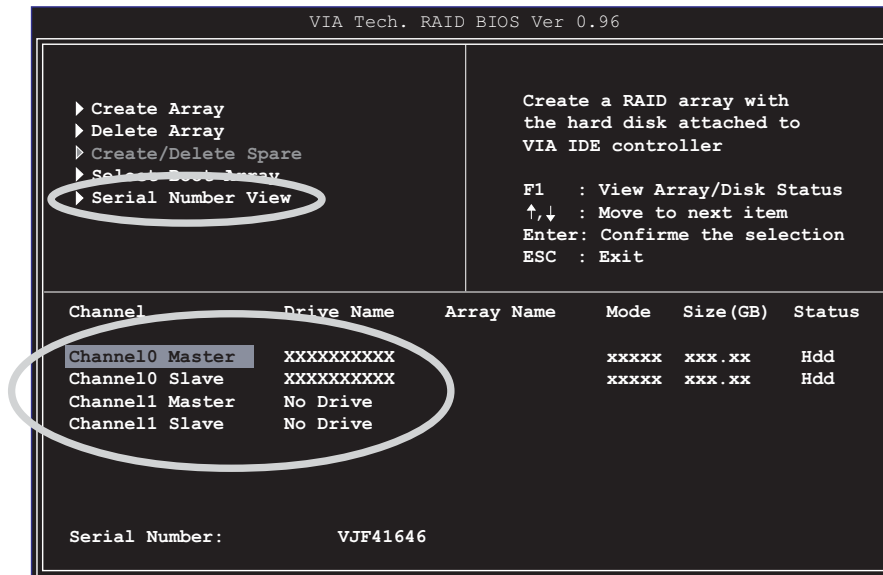 VIA Tech. RAID BIOS Ver 0.96
Create Array
Delete Array
Create/Delete Spare
Select Boot Array
Serial Number View
Create a RAID array with
the hard disk attached to
VIA IDE controller
F1 : View Array/Disk Status
↑,↓ : Move to next item
Enter: Confirme the selection
ESC : Exit
Channel Drive Name Array Name Mode Size(GB) Status
Channel0 Master XXXXXXXXXX xxxxx xxx.xx Hdd
Channel0 Slave XXXXXXXXXX xxxxx xxx.xx Hdd
Channel1 Master No Drive
Channel1 Slave No Drive
Serial Number: VJF41646